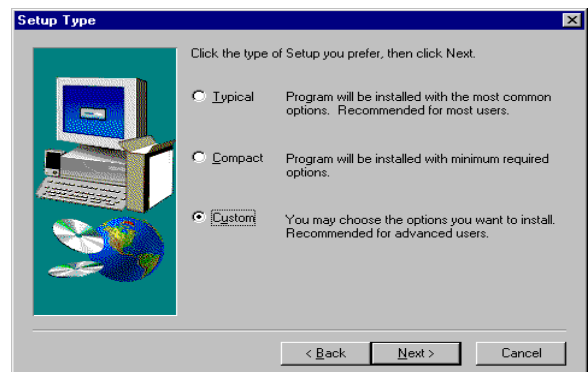 Setup Type
Click the type of Setup you prefer, then click Next.
Typical
Program will be installed with the most common
options. Recommended for most users.
Compact
Program will be installed with minimum required
options.
Custom
You may choose the options you want to install.
Recommended for advanced users.
< Back
Next >
Cancel